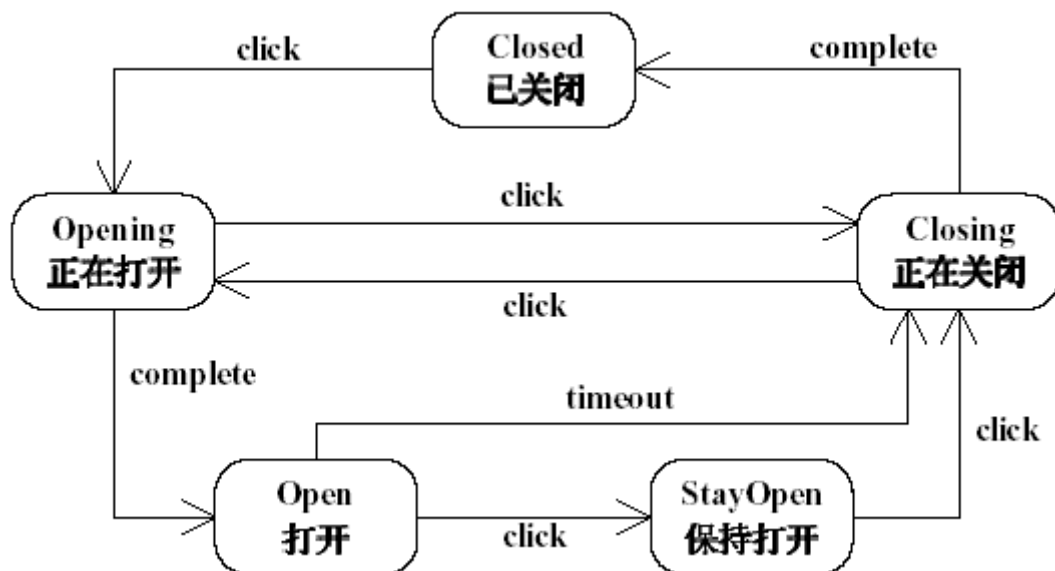 click
Closed
已关闭
complete
Opening
正在打开
click
click
Closing
正在关闭
complete
timeout
click
Open
打开
click
StayOpen
保持打开